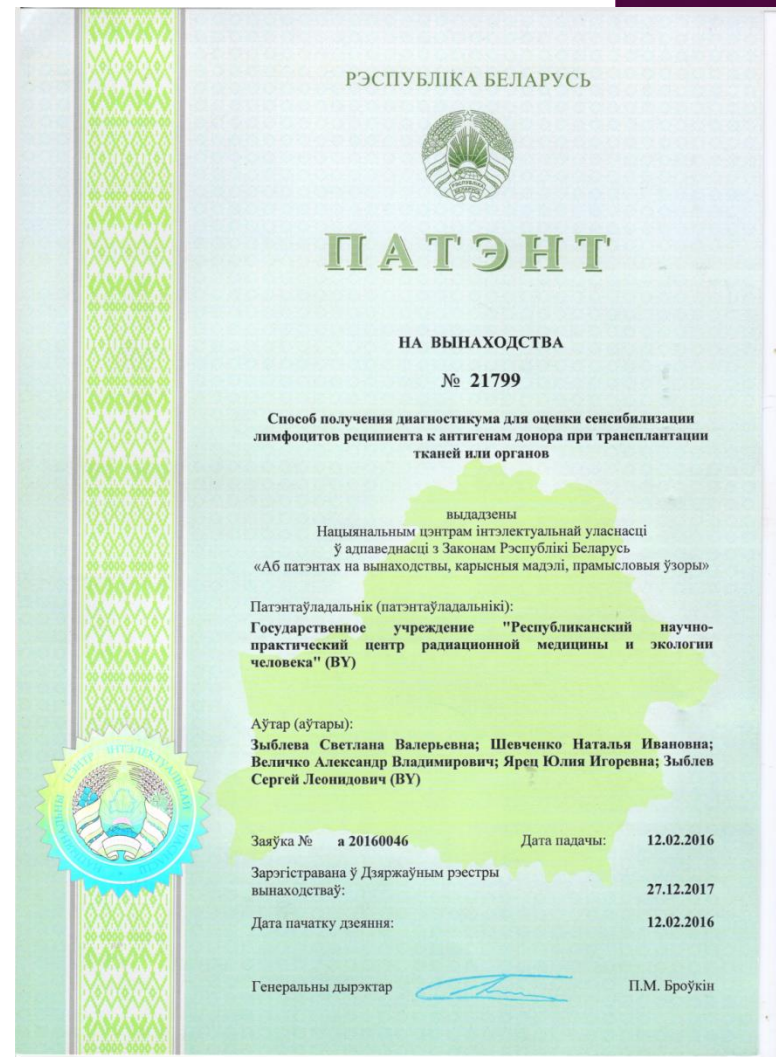 РЭСПУБЛІКА БЕЛАРУСЬ
ПАТЭНТ
НА ВЫНАХОДСТВА
№ 21799
Способ получения диагностикума для оценки сенсибилизации
лимфоцитов реципиента к антигенам донора при трансплантации
тканей или органов
выдадзены
Нацыянальным цэнтрам інтэлектуальнай уласнасці
ў адпаведнасці з Законам Рэспублікі Беларусь
«Аб патэнтах на вынаходствы, карысныя мадэлі, прамысловыя ўзоры»
Патэнтаўладальнік (патэнтаўладальнікі):
Государственное учреждение "Республиканский научно-
практический центр радиационной медицины и экологии
человека" (BY)
Аўтар (аўтары):
Зыблева Светлана Валерьевна; Шевченко Наталья Ивановна;
Величко Александр Владимирович; Ярец Юлия Игоревна; Зыблев
Сергей Леонидович (BY)
Заяўка № а 20160046 Дата падачы: 12.02.2016
Зарэгістравана ў Дзяржаўным рэестры
вынаходстваў: 27.12.2017
Дата пачатку дзеяння: 12.02.2016
Генеральны дырэктар П.М. Броўкін